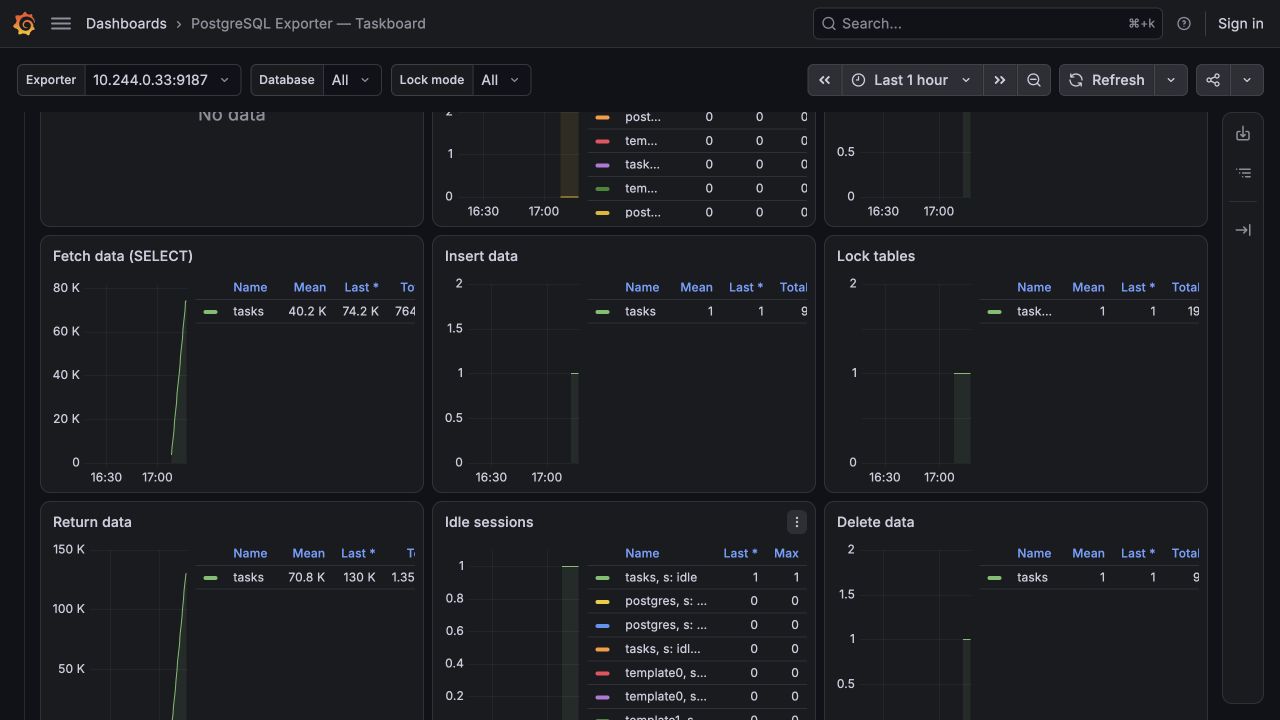 Dashboards › PostgreSQL Exporter — Taskboard Search... ⌘+k Sign in
Exporter 10.244.0.33:9187 Database All Lock mode All Last 1 hour Refresh
No data
2
1
0
16:30 17:00
post... 0 0 0
tem... 0 0 0
task... 0 0 0
tem... 0 0 0
post... 0 0 0
0.5
0
16:30 17:00
Fetch data (SELECT)
80 K
60 K
40 K
20 K
0
16:30 17:00
Name Mean Last * To
tasks 40.2 K 74.2 K 764
Insert data
2
1.5
1
0.5
0
16:30 17:00
Name Mean Last * Total
tasks 1 1 9
Lock tables
2
1
0
16:30 17:00
Name Mean Last * Total
task... 1 1 19
Return data
150 K
100 K
50 K
Name Mean Last * T
tasks 70.8 K 130 K 1.35
Idle sessions
1
0.8
0.6
0.4
0.2
Name Last * Max
tasks, s: idle 1 1
postgres, s: ... 0 0
postgres, s: ... 0 0
tasks, s: idl... 0 0
template0, s... 0 0
template0, s... 0 0
template1, s... 0 0
Delete data
2
1.5
1
0.5
Name Mean Last * Total
tasks 1 1 9